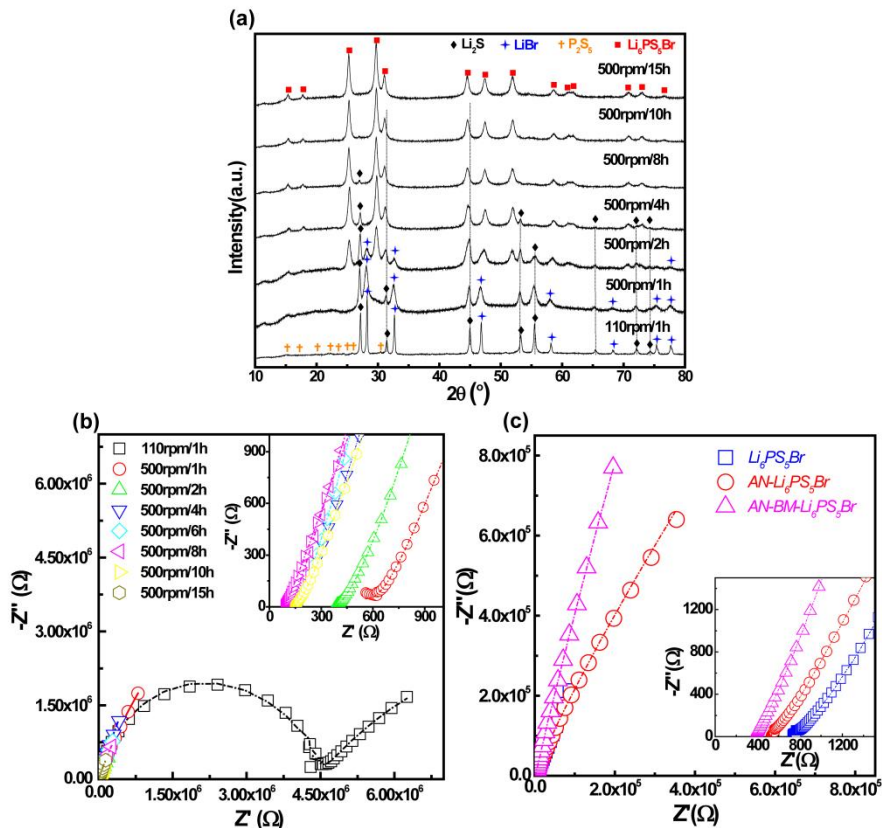 (a)
♦ Li₂S ✦ LiBr ✝ P₂S₅ ■ Li₆PS₅Br
500rpm/15h
500rpm/10h
500rpm/8h
500rpm/4h
500rpm/2h
500rpm/1h
110rpm/1h
Intensity(a.u.)
10 20 30 40 50 60 70 80
2θ (°)
(b)
6.00x10⁶
4.50x10⁶
3.00x10⁶
1.50x10⁶
0.00
-Z'' (Ω)
110rpm/1h
500rpm/1h
500rpm/2h
500rpm/4h
500rpm/6h
500rpm/8h
500rpm/10h
500rpm/15h
900
750
500
250
0
-Z'' (Ω)
0 300 600 900
Z' (Ω)
0.00 1.50x10⁶ 3.00x10⁶ 4.50x10⁶ 6.00x10⁶
Z' (Ω)
(c)
8.0x10⁵
6.0x10⁵
4.0x10⁵
2.0x10⁵
0.0
-Z'' (Ω)
Li₆PS₅Br
AN-Li₆PS₅Br
AN-BM-Li₆PS₅Br
1200
800
400
0
-Z''(Ω)
0 400 800 1200
Z'(Ω)
0.0 2.0x10⁵ 4.0x10⁵ 6.0x10⁵ 8.0x10⁵
Z'(Ω)